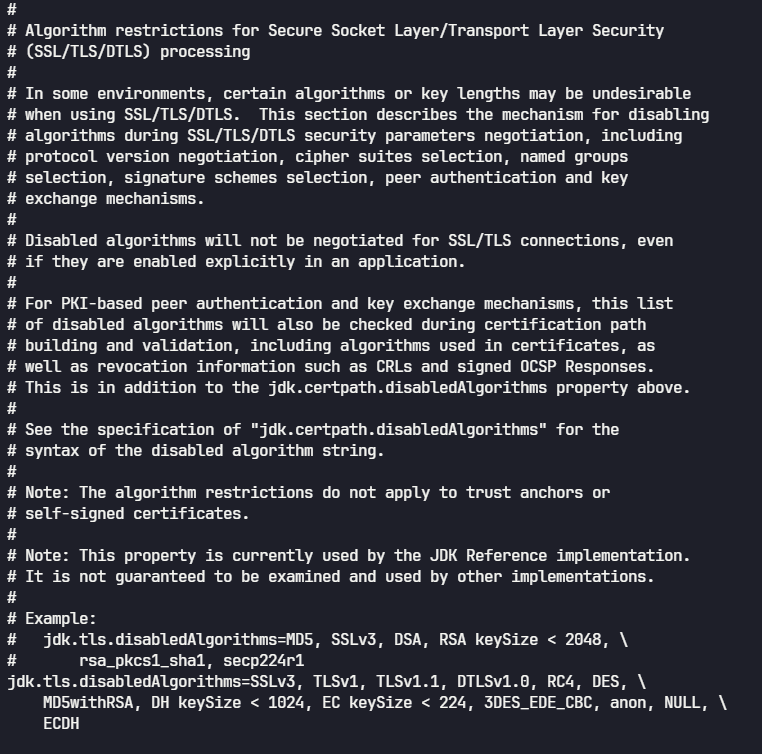 #
# Algorithm restrictions for Secure Socket Layer/Transport Layer Security
# (SSL/TLS/DTLS) processing
#
# In some environments, certain algorithms or key lengths may be undesirable
# when using SSL/TLS/DTLS.  This section describes the mechanism for disabling
# algorithms during SSL/TLS/DTLS security parameters negotiation, including
# protocol version negotiation, cipher suites selection, named groups
# selection, signature schemes selection, peer authentication and key
# exchange mechanisms.
#
# Disabled algorithms will not be negotiated for SSL/TLS connections, even
# if they are enabled explicitly in an application.
#
# For PKI-based peer authentication and key exchange mechanisms, this list
# of disabled algorithms will also be checked during certification path
# building and validation, including algorithms used in certificates, as
# well as revocation information such as CRLs and signed OCSP Responses.
# This is in addition to the jdk.certpath.disabledAlgorithms property above.
#
# See the specification of "jdk.certpath.disabledAlgorithms" for the
# syntax of the disabled algorithm string.
#
# Note: The algorithm restrictions do not apply to trust anchors or
# self-signed certificates.
#
# Note: This property is currently used by the JDK Reference implementation.
# It is not guaranteed to be examined and used by other implementations.
#
# Example:
#   jdk.tls.disabledAlgorithms=MD5, SSLv3, DSA, RSA keySize < 2048, \
#       rsa_pkcs1_sha1, secp224r1
jdk.tls.disabledAlgorithms=SSLv3, TLSv1, TLSv1.1, DTLSv1.0, RC4, DES, \
    MD5withRSA, DH keySize < 1024, EC keySize < 224, 3DES_EDE_CBC, anon, NULL, \
    ECDH